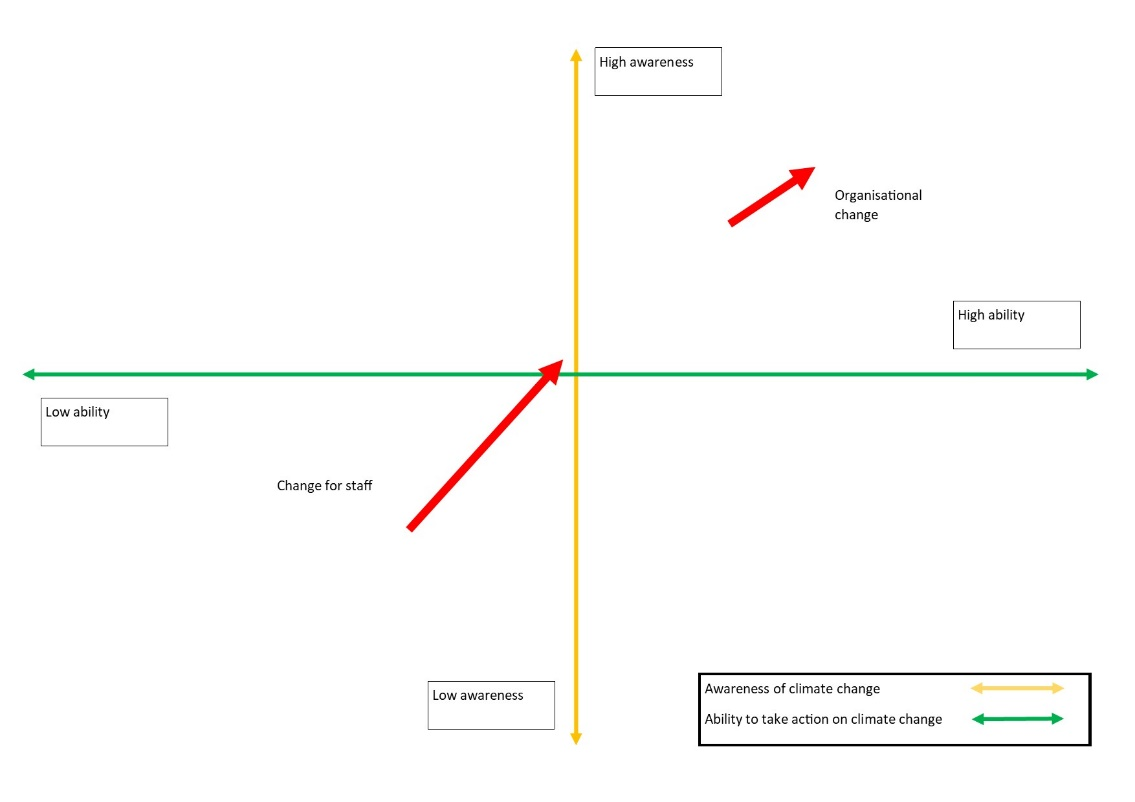 High awareness
Organisational
change
High ability
Low ability
Change for staff
Low awareness
Awareness of climate change
Ability to take action on climate change